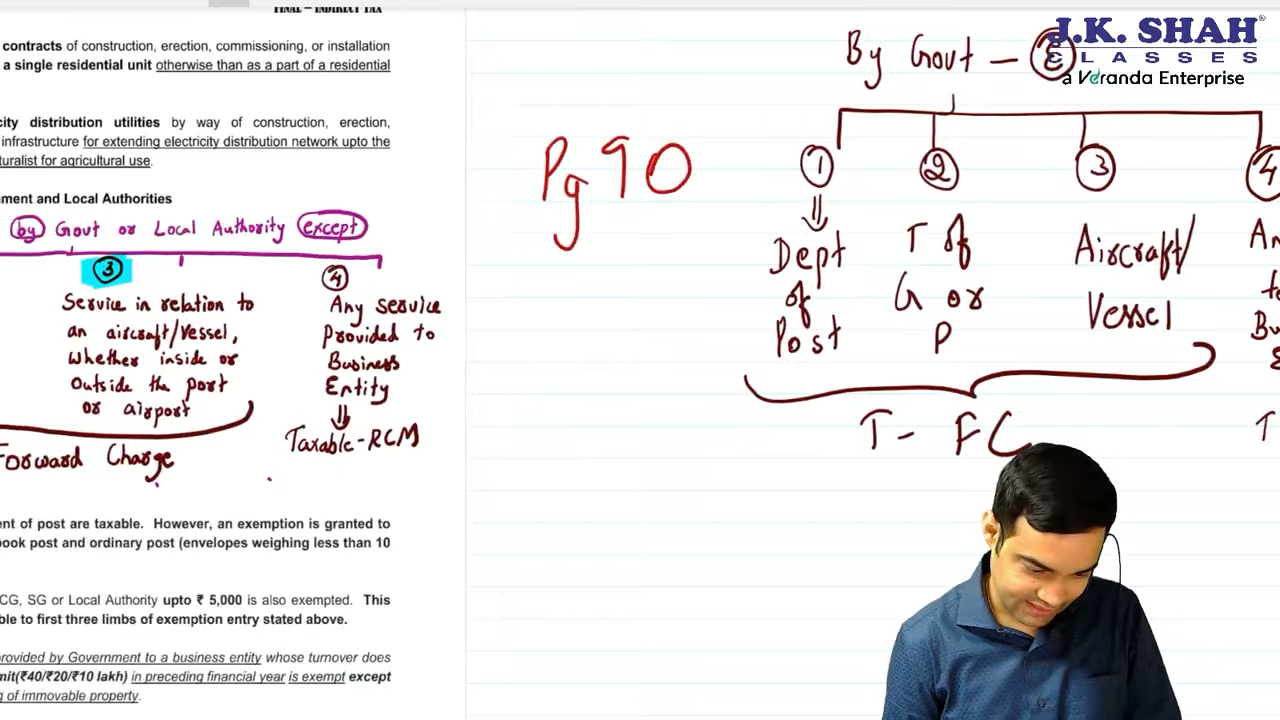 FINAL – INDIRECT TAX
contracts of construction, erection, commissioning, or installation
a single residential unit otherwise than as a part of a residential
city distribution utilities by way of construction, erection,
infrastructure for extending electricity distribution network upto the
turalist for agricultural use.
ment and Local Authorities
by Govt or Local Authority except
3
Service in relation to
an aircraft/Vessel,
Whether inside or
Outside the port
or airport
Forward Charge
4
Any service
Provided to
Business
Entity
⇓
Taxable-RCM
ent of post are taxable. However, an exemption is granted to
book post and ordinary post (envelopes weighing less than 10
CG, SG or Local Authority upto ₹ 5,000 is also exempted. This
ble to first three limbs of exemption entry stated above.
provided by Government to a business entity whose turnover does
mit(₹40/₹20/₹10 lakh) in preceding financial year is exempt except
g of immovable property.
Pg 90
By Govt – E
1
⇓
Dept
of
Post
2
T of
G or
P
3
Aircraft/
Vessel
4
An
to
Bu
E
T - FC
T
J.K. SHAH®
CLASSES
a Veranda Enterprise